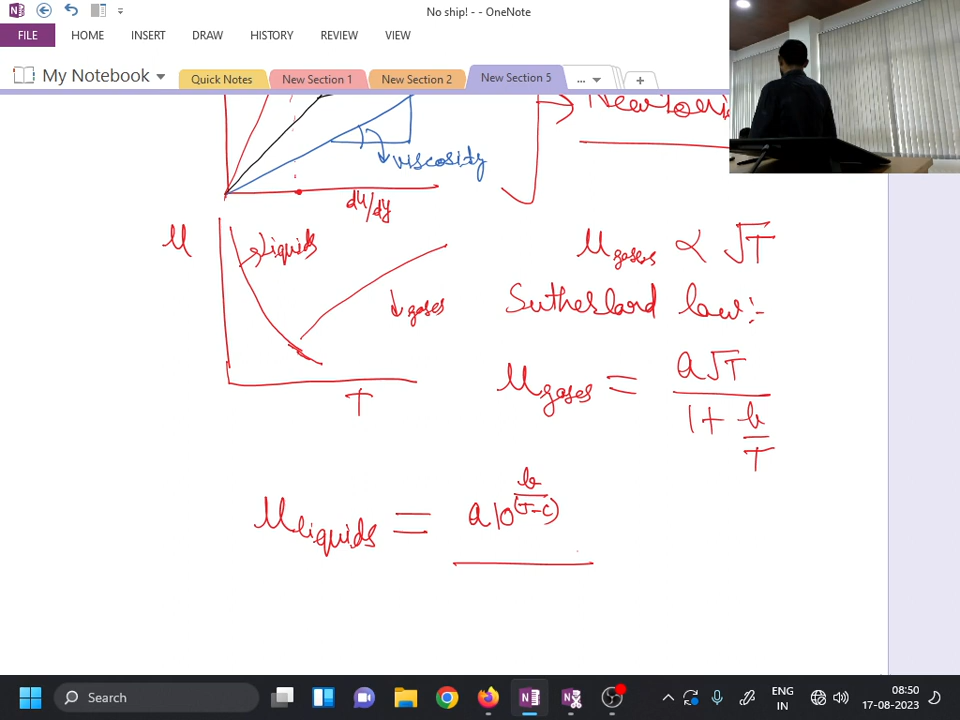 No ship! - - OneNote
FILE HOME INSERT DRAW HISTORY REVIEW VIEW
My Notebook
Quick Notes New Section 1 New Section 2 New Section 5 ... +
viscosity
du/dy
μ
Liquids
gases
T
μgases ∝ √T
Sutherland law:-
μgases = a√T / (1 + b/T)
μliquids = a10^(b/(T-C))
Search
ENG
IN
08:50
17-08-2023